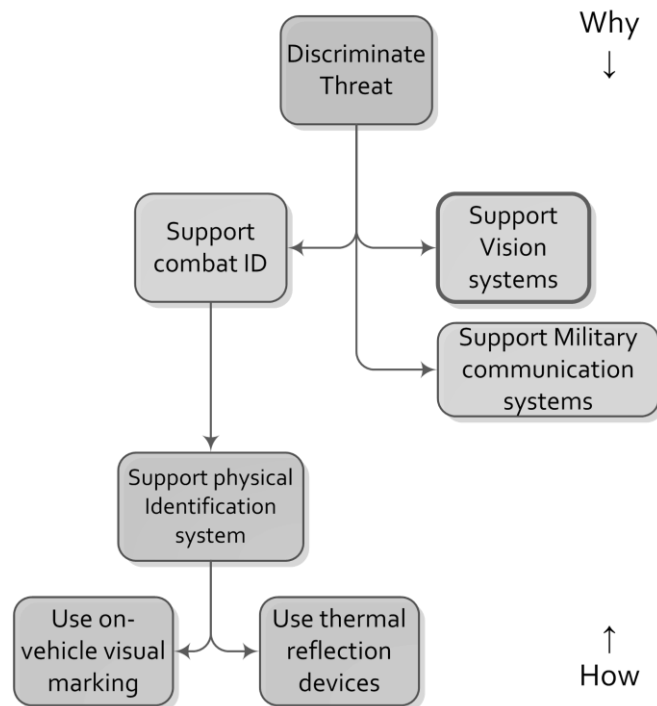 Discriminate
Threat
Why
↓
Support
combat ID
Support
Vision
systems
Support Military
communication
systems
Support physical
Identification
system
Use on-
vehicle visual
marking
Use thermal
reflection
devices
↑
How